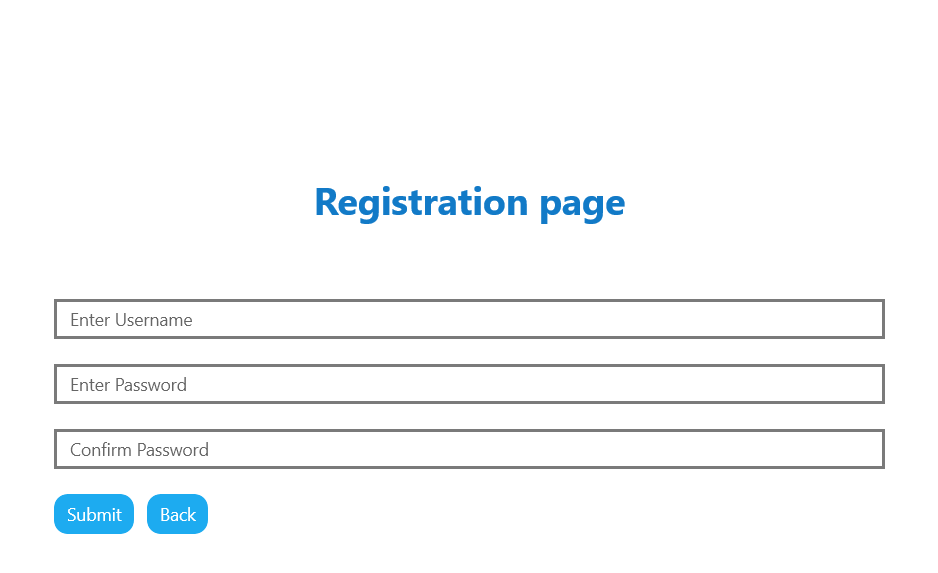 Registration page
Enter Username
Enter Password
Confirm Password
Submit Back